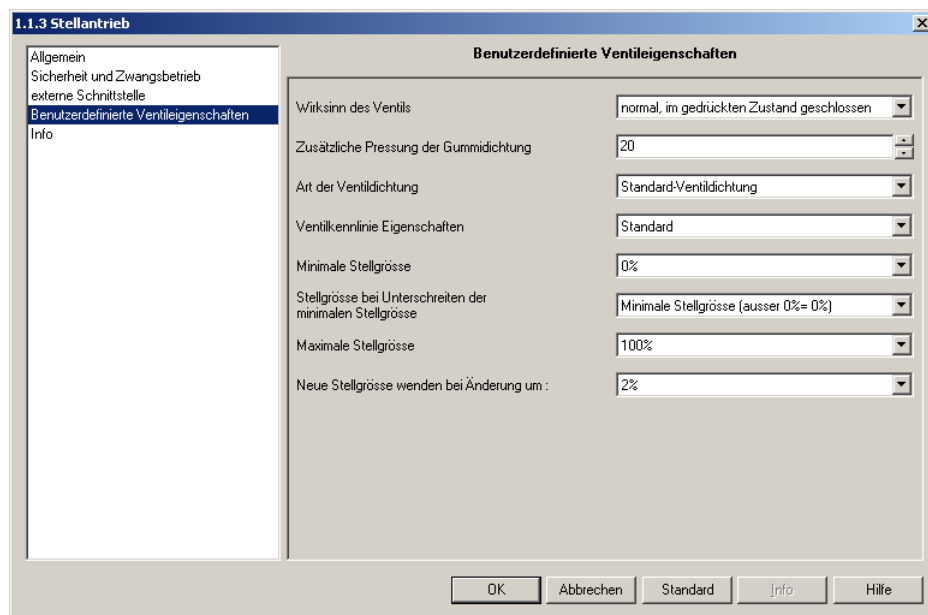 1.1.3 Stellantrieb
Allgemein
Sicherheit und Zwangsbetrieb
externe Schnittstelle
Benutzerdefinierte Ventileigenschaften
Info
Benutzerdefinierte Ventileigenschaften
Wirksinn des Ventils
normal, im gedrückten Zustand geschlossen
Zusätzliche Pressung der Gummidichtung
20
Art der Ventildichtung
Standard-Ventildichtung
Ventilkennlinie Eigenschaften
Standard
Minimale Stellgrösse
0%
Stellgrösse bei Unterschreiten der
minimalen Stellgrösse
Minimale Stellgrösse (ausser 0%= 0%)
Maximale Stellgrösse
100%
Neue Stellgrösse wenden bei Änderung um :
2%
OK
Abbrechen
Standard
Info
Hilfe